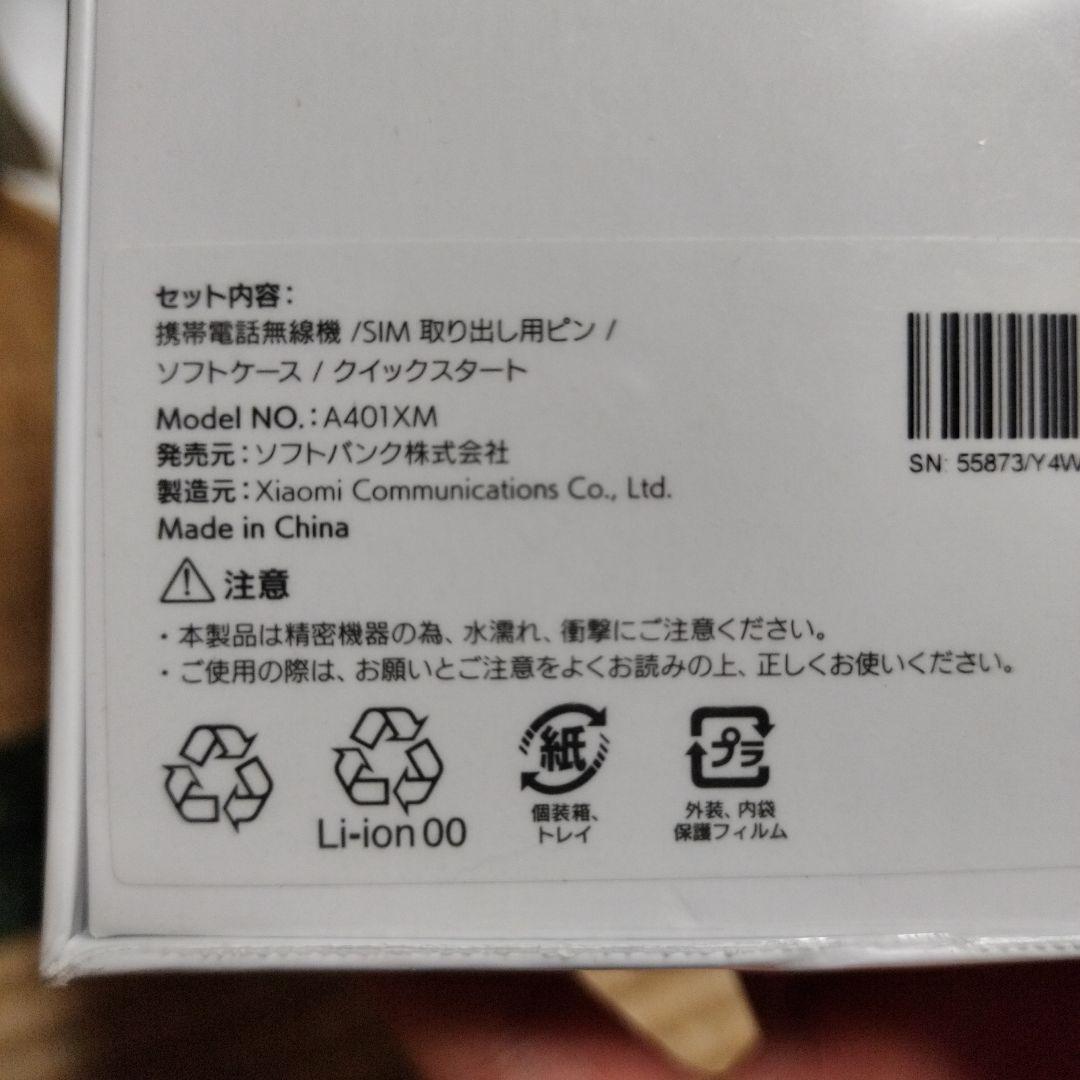 セット内容：
携帯電話無線機 /SIM 取り出し用ピン /
ソフトケース / クイックスタート
Model NO.：A401XM
発売元：ソフトバンク株式会社
製造元：Xiaomi Communications Co., Ltd.
Made in China
注意
・本製品は精密機器の為、水濡れ、衝撃にご注意ください。
・ご使用の際は、お願いとご注意をよくお読みの上、正しくお使いください。
SN: 55873/Y4W
Li-ion 00
紙
個装箱、
トレイ
プラ
外装、内袋
保護フィルム